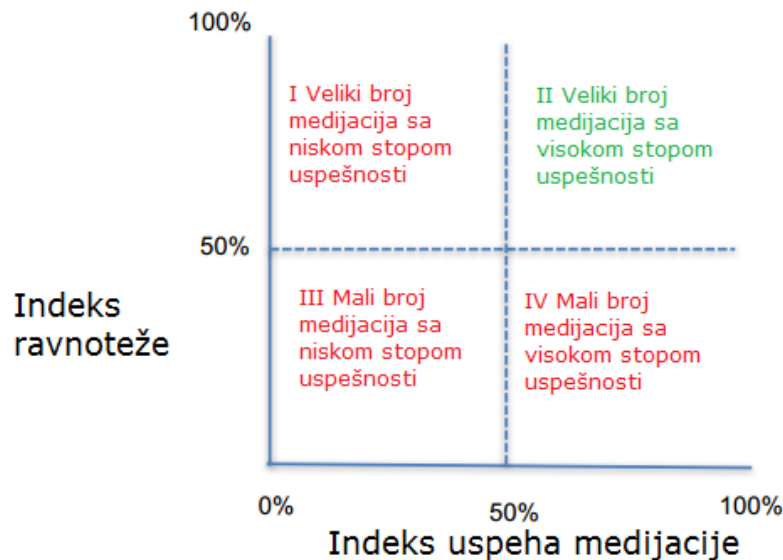 100%
I Veliki broj
medijacija sa
niskom stopom
uspešnosti
II Veliki broj
medijacija sa
visokom stopom
uspešnosti
50%
Indeks
ravnoteže
III Mali broj
medijacija sa
niskom stopom
uspešnosti
IV Mali broj
medijacija sa
visokom stopom
uspešnosti
0%
50%
100%
Indeks uspeha medijacije